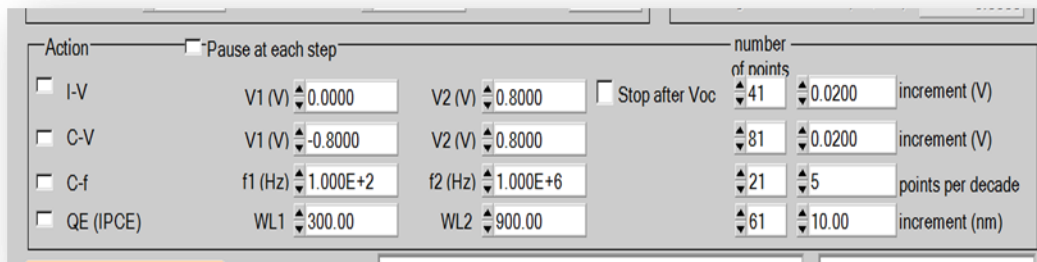 Action Pause at each step number of points
I-V V1 (V) 0.0000 V2 (V) 0.8000 Stop after Voc 41 0.0200 increment (V)
C-V V1 (V) -0.8000 V2 (V) 0.8000 81 0.0200 increment (V)
C-f f1 (Hz) 1.000E+2 f2 (Hz) 1.000E+6 21 5 points per decade
QE (IPCE) WL1 300.00 WL2 900.00 61 10.00 increment (nm)